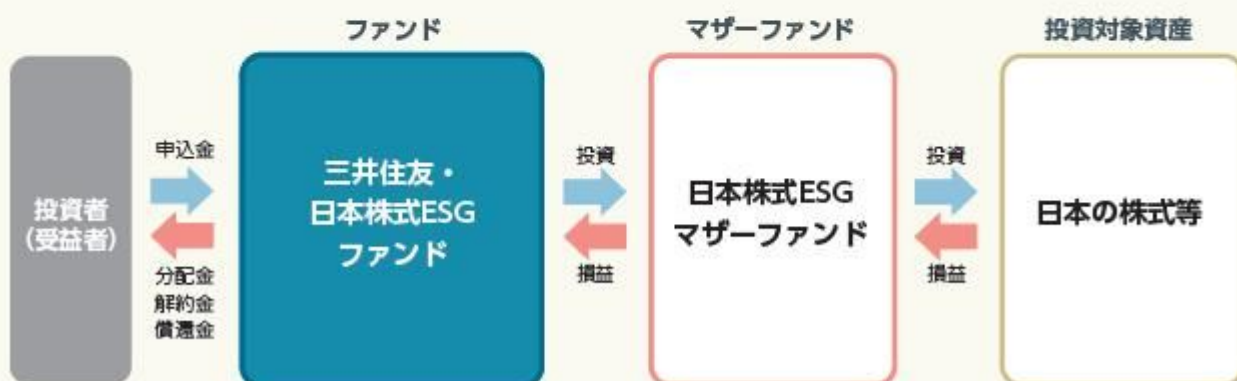 ファンド
マザーファンド
投資対象資産
投資者
(受益者)
申込金
分配金
解約金
償還金
三井住友・
日本株式ESG
ファンド
投資
損益
日本株式ESG
マザーファンド
投資
損益
日本の株式等